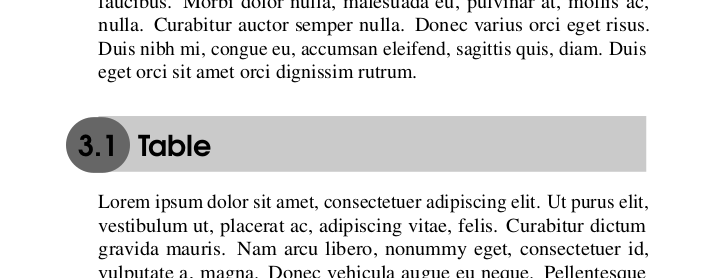 faucibus. Morbi dolor nulla, malesuada eu, pulvinar at, mollis ac,
nulla. Curabitur auctor semper nulla. Donec varius orci eget risus.
Duis nibh mi, congue eu, accumsan eleifend, sagittis quis, diam. Duis
eget orci sit amet orci dignissim rutrum.
3.1 Table
Lorem ipsum dolor sit amet, consectetuer adipiscing elit. Ut purus elit,
vestibulum ut, placerat ac, adipiscing vitae, felis. Curabitur dictum
gravida mauris. Nam arcu libero, nonummy eget, consectetuer id,
vulputate a, magna. Donec vehicula augue eu neque. Pellentesque